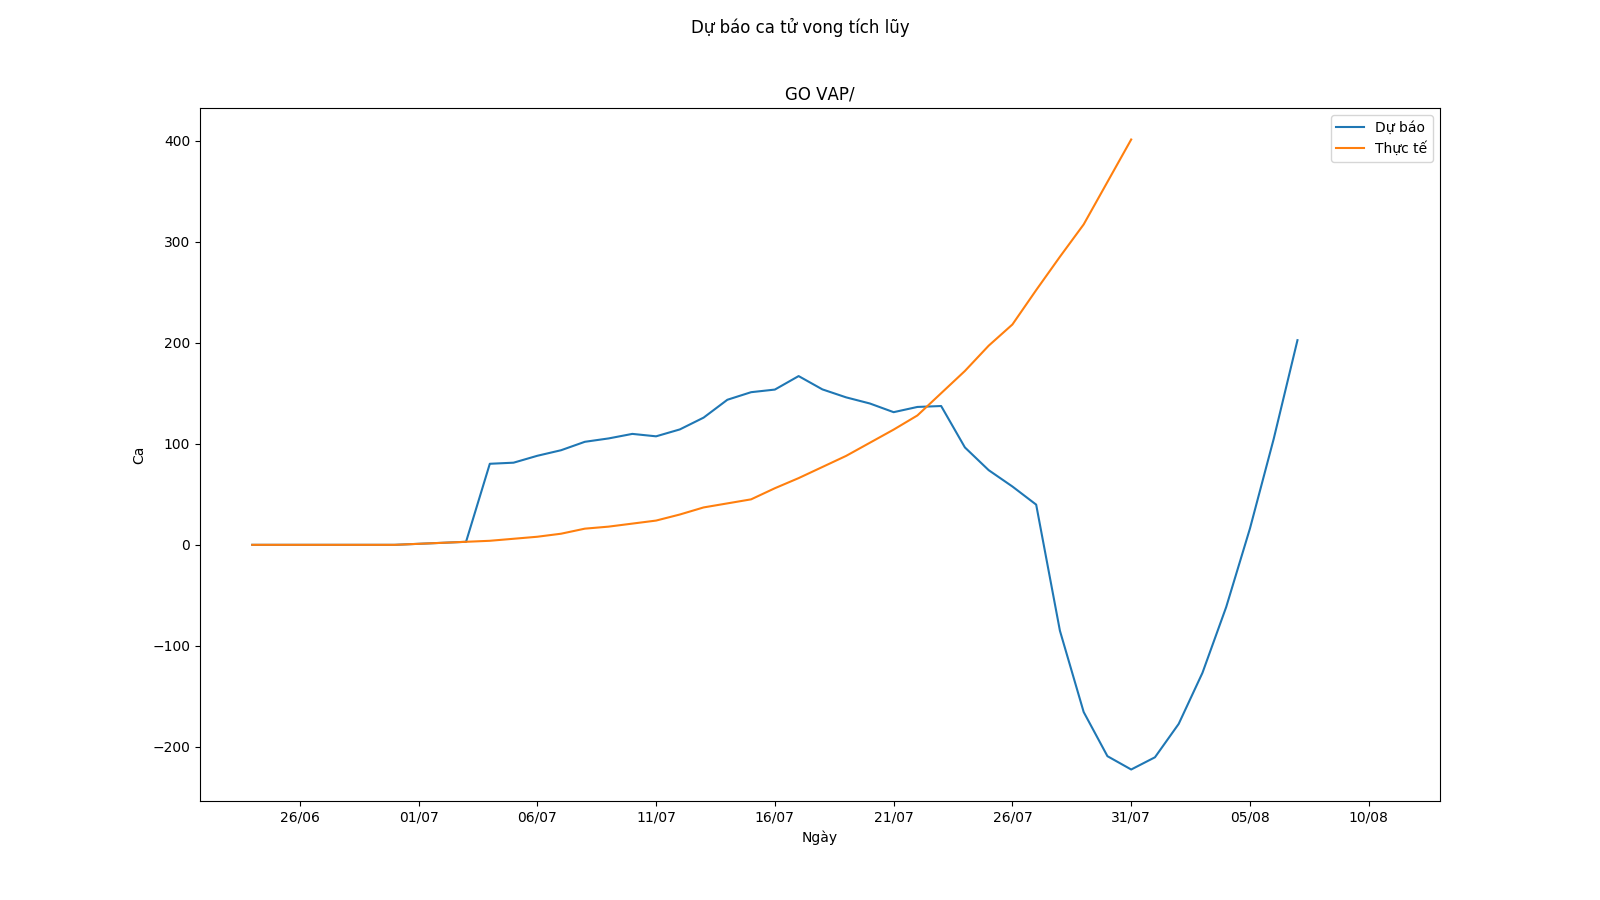 Dự báo ca tử vong tích lũy
GO VAP/
Dự báo
Thực tế
400
300
200
100
0
−100
−200
Ca
26/06 01/07 06/07 11/07 16/07 21/07 26/07 31/07 05/08 10/08
Ngày